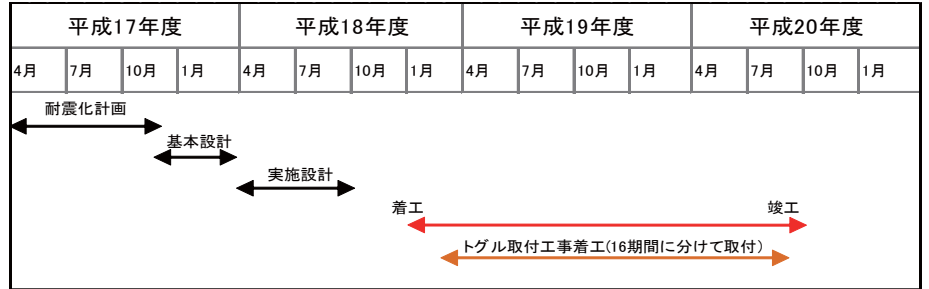 平成17年度 平成18年度 平成19年度 平成20年度
4月 7月 10月 1月 4月 7月 10月 1月 4月 7月 10月 1月 4月 7月 10月 1月
耐震化計画
基本設計
実施設計
着工 竣工
トグル取付工事着工(16期間に分けて取付)